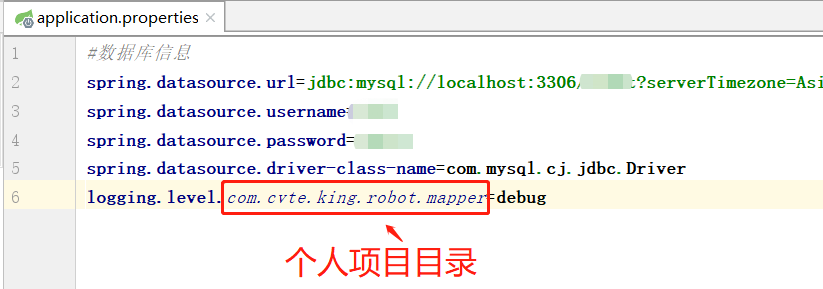 application.properties
1 #数据库信息
2 spring.datasource.url=jdbc:mysql://localhost:3306/ t?serverTimezone=Asi
3 spring.datasource.username=
4 spring.datasource.password=
5 spring.datasource.driver-class-name=com.mysql.cj.jdbc.Driver
6 logging.level.com.cvte.king.robot.mapper=debug
个人项目目录